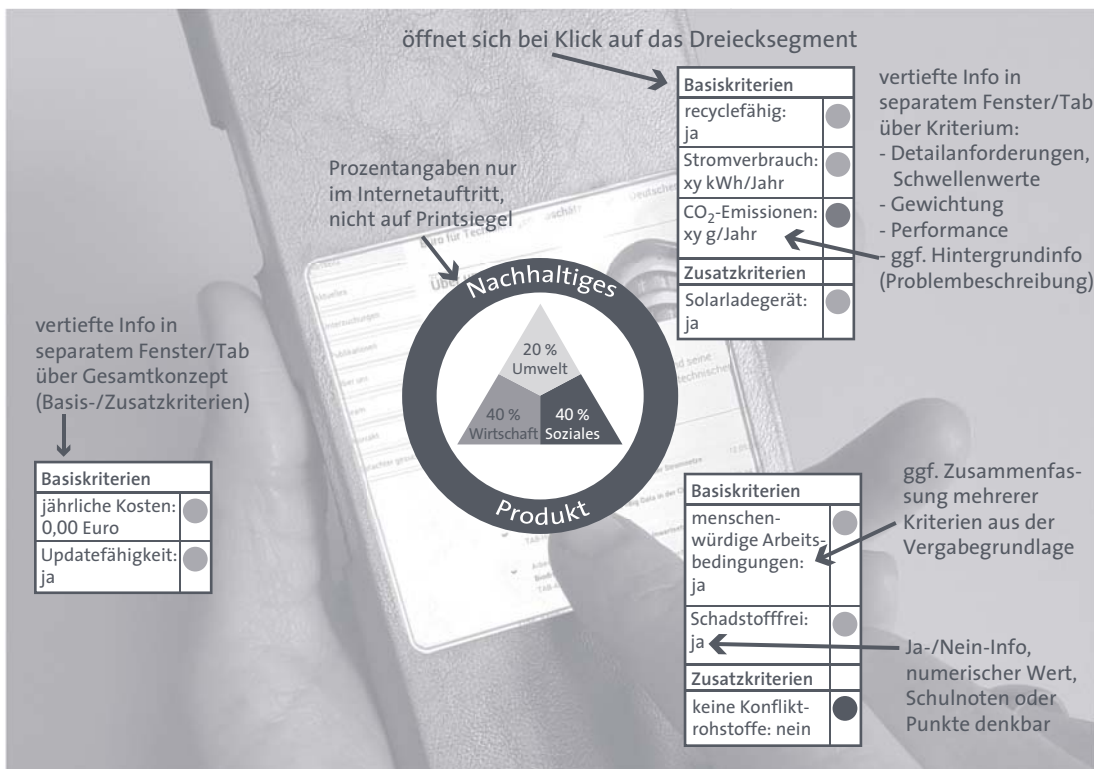 öffnet sich bei Klick auf das Dreiecksegment
Basiskriterien
recyclefähig:
ja
Stromverbrauch:
xy kWh/Jahr
CO₂-Emissionen:
xy g/Jahr
Zusatzkriterien
Solarladegerät:
ja
vertiefte Info in
separatem Fenster/Tab
über Kriterium:
- Detailanforderungen,
Schwellenwerte
- Gewichtung
- Performance
- ggf. Hintergrundinfo
(Problembeschreibung)
Prozentangaben nur
im Internetauftritt,
nicht auf Printsiegel
Nachhaltiges
20 %
Umwelt
40 %
Wirtschaft
40 %
Soziales
Produkt
vertiefte Info in
separatem Fenster/Tab
über Gesamtkonzept
(Basis-/Zusatzkriterien)
Basiskriterien
jährliche Kosten:
0,00 Euro
Updatefähigkeit:
ja
Basiskriterien
menschen-
würdige Arbeits-
bedingungen:
ja
Schadstofffrei:
ja
Zusatzkriterien
keine Konflikt-
rohstoffe: nein
ggf. Zusammenfas-
sung mehrerer
Kriterien aus der
Vergabegrundlage
Ja-/Nein-Info,
numerischer Wert,
Schulnoten oder
Punkte denkbar